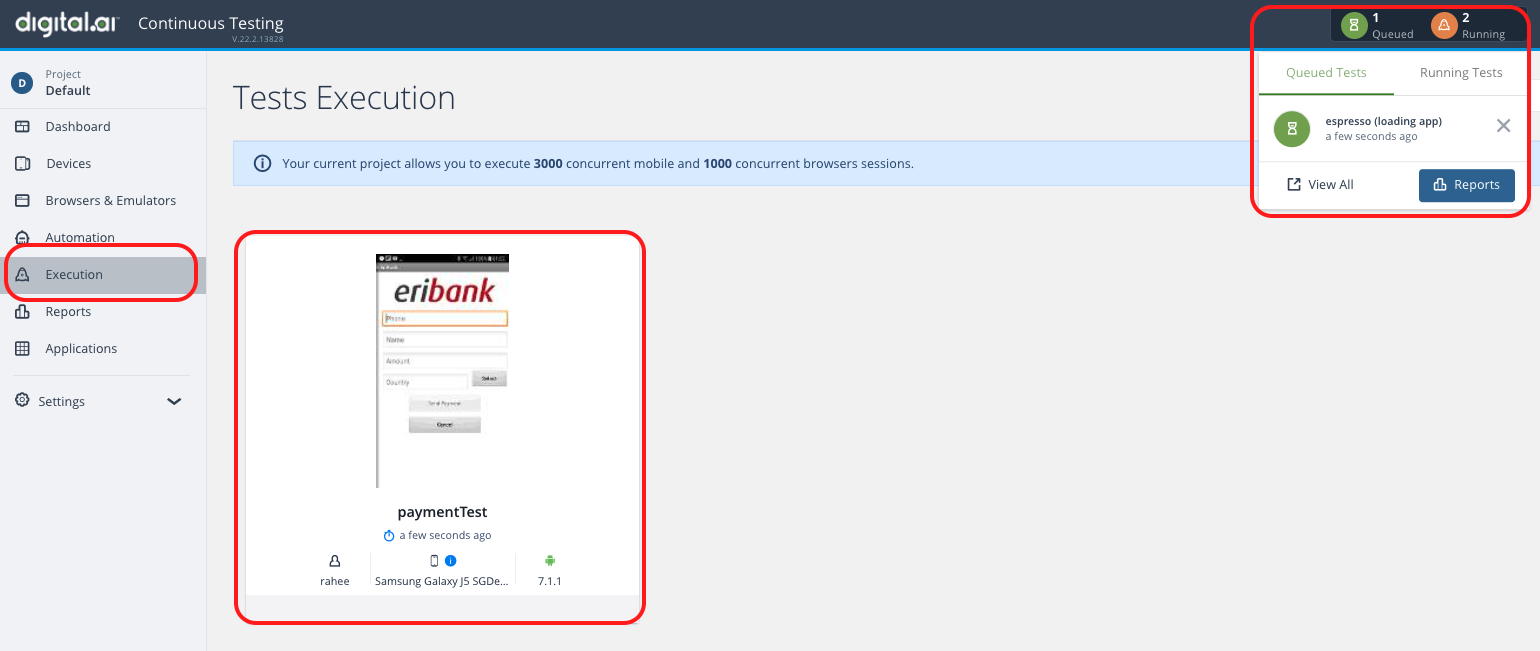 digital.ai
Continuous Testing
V.22.2.13828
1
Queued
2
Running
Project
D
Default
Dashboard
Devices
Browsers & Emulators
Automation
Execution
Reports
Applications
Settings
Tests Execution
Your current project allows you to execute 3000 concurrent mobile and 1000 concurrent browsers sessions.
Queued Tests
Running Tests
espresso (loading app)
a few seconds ago
View All
Reports
eribank
Phone
Name
Amount
Country
Select
Send Payment
Cancel
paymentTest
a few seconds ago
rahee
Samsung Galaxy J5 SGDe...
7.1.1